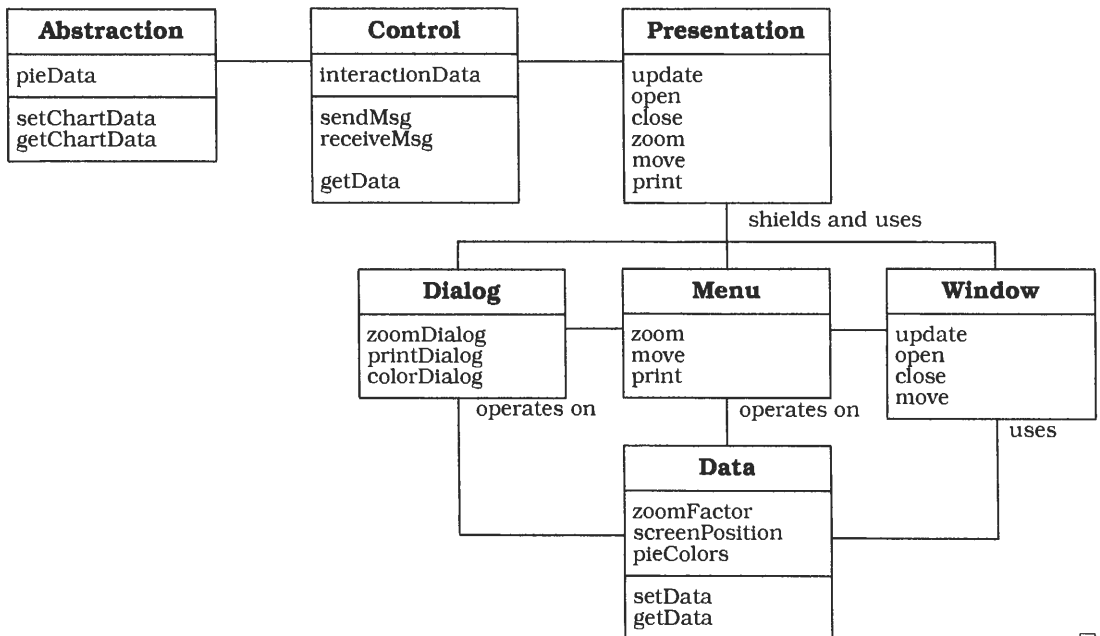 Abstraction
pieData
setChartData
getChartData
Control
interactionData
sendMsg
receiveMsg
getData
Presentation
update
open
close
zoom
move
print
shields and uses
Dialog
zoomDialog
printDialog
colorDialog
Menu
zoom
move
print
Window
update
open
close
move
operates on
operates on
uses
Data
zoomFactor
screenPosition
pieColors
setData
getData